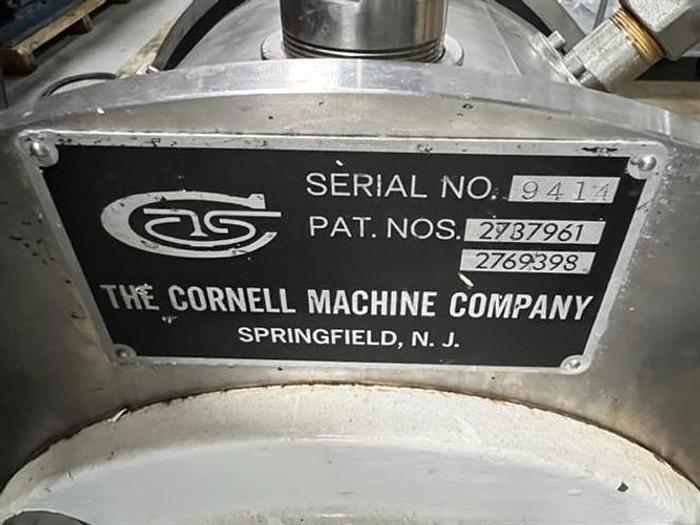 SERIAL NO. 9414
PAT. NOS. 2737961
2769398
THE CORNELL MACHINE COMPANY
SPRINGFIELD, N. J.